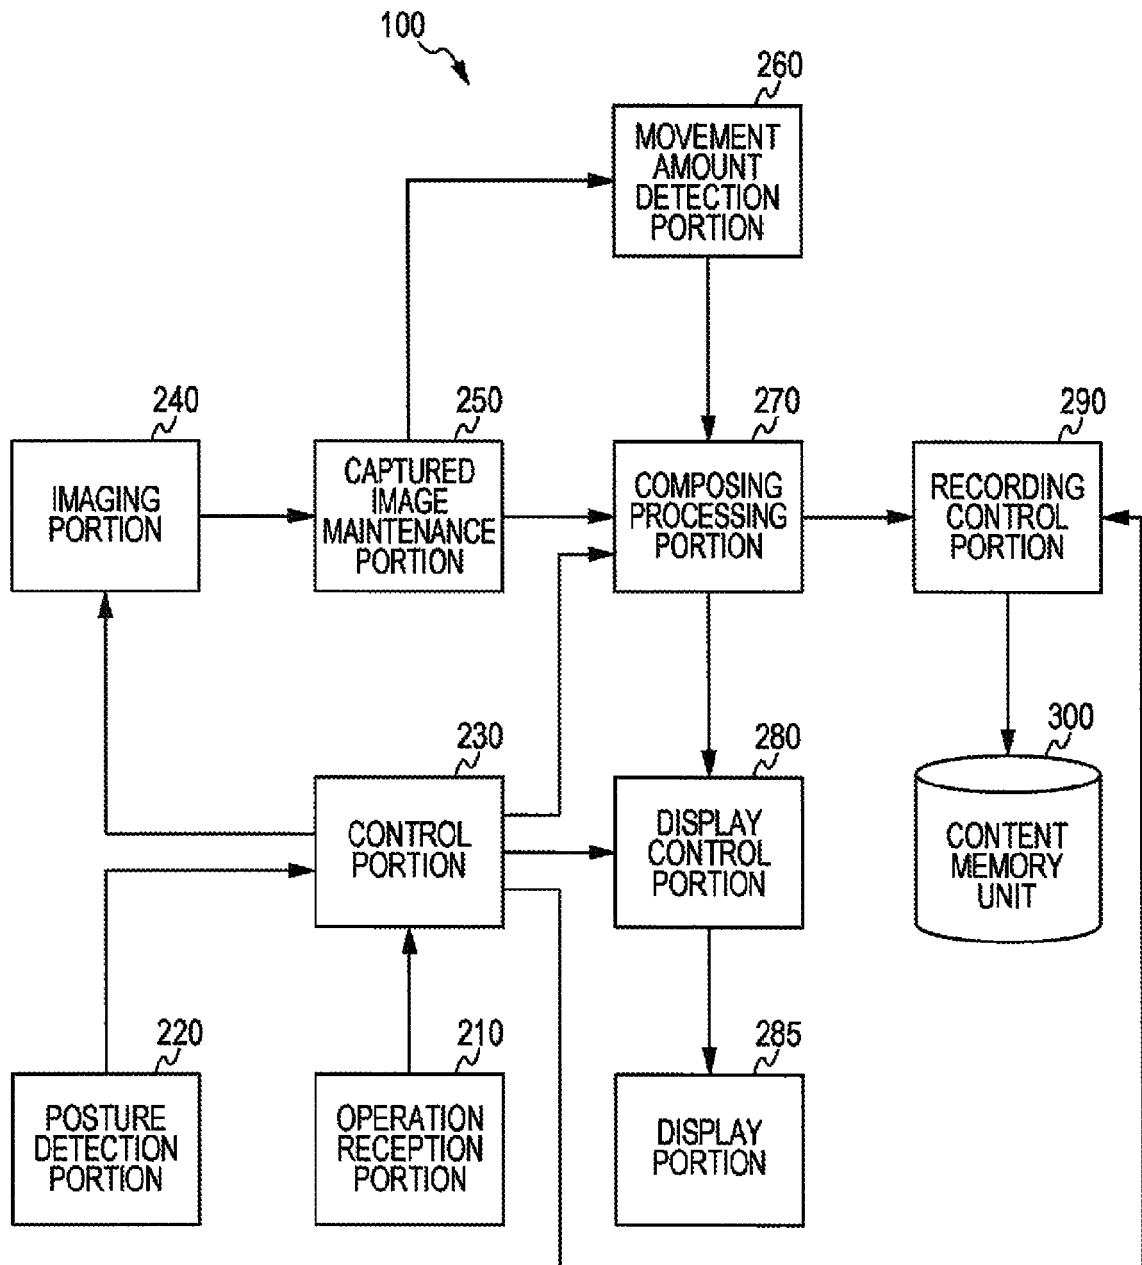 100
260
MOVEMENT
AMOUNT
DETECTION
PORTION
240
IMAGING
PORTION
250
CAPTURED
IMAGE
MAINTENANCE
PORTION
270
COMPOSING
PROCESSING
PORTION
290
RECORDING
CONTROL
PORTION
230
CONTROL
PORTION
280
DISPLAY
CONTROL
PORTION
300
CONTENT
MEMORY
UNIT
220
POSTURE
DETECTION
PORTION
210
OPERATION
RECEPTION
PORTION
285
DISPLAY
PORTION